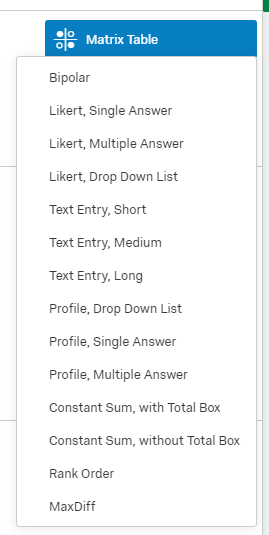 Matrix Table
Bipolar
Likert, Single Answer
Likert, Multiple Answer
Likert, Drop Down List
Text Entry, Short
Text Entry, Medium
Text Entry, Long
Profile, Drop Down List
Profile, Single Answer
Profile, Multiple Answer
Constant Sum, with Total Box
Constant Sum, without Total Box
Rank Order
MaxDiff